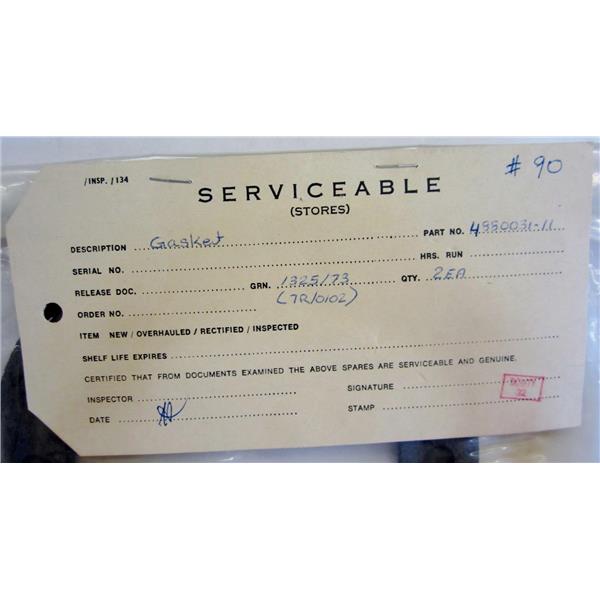 /INSP. /134
# 90
SERVICEABLE
(STORES)
DESCRIPTION Gasket PART NO. 4980031-11
SERIAL NO. HRS. RUN
RELEASE DOC. GRN. 1325/73 QTY. 2EA
ORDER NO. (7R/0102)
ITEM NEW / OVERHAULED / RECTIFIED / INSPECTED
SHELF LIFE EXPIRES
CERTIFIED THAT FROM DOCUMENTS EXAMINED THE ABOVE SPARES ARE SERVICEABLE AND GENUINE.
INSPECTOR SIGNATURE
DATE STAMP